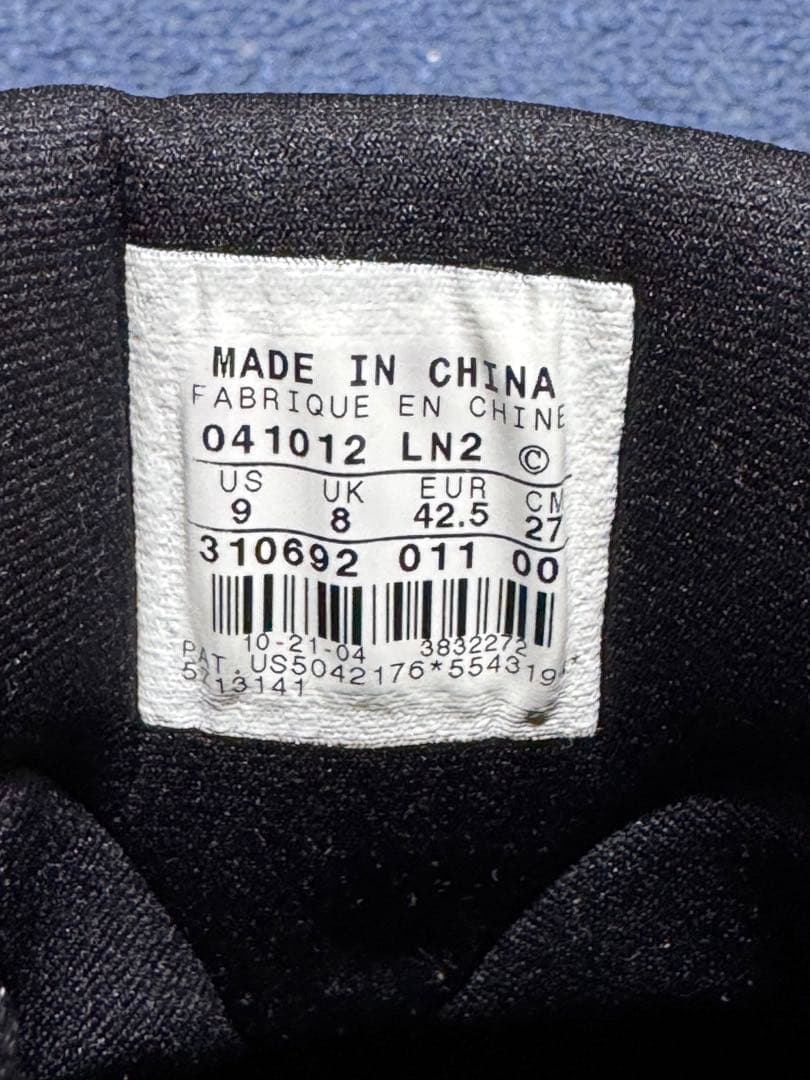 MADE IN CHINA
FABRIQUE EN CHINE
041012 LN2 ©
US UK EUR CM
9 8 42.5 27
310692 011 00
10-21-04 3832272
PAT. US5042176*55431941*
5713141